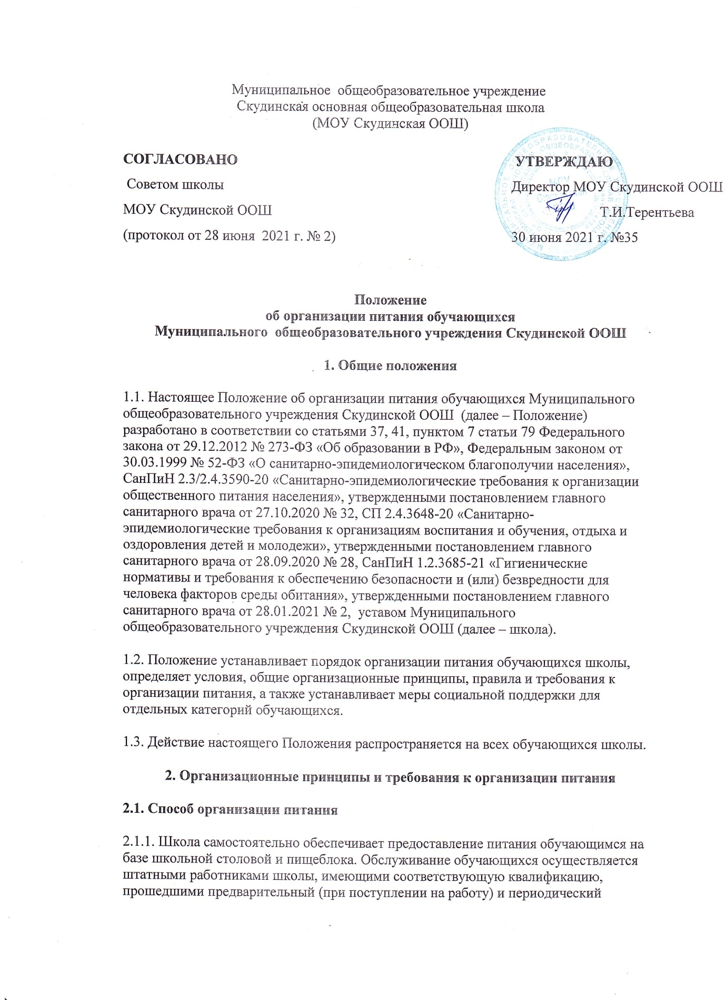 Муниципальное общеобразовательное учреждение
Скудинская основная общеобразовательная школа
(МОУ Скудинская ООШ)
СОГЛАСОВАНО
Советом школы
МОУ Скудинской ООШ
(протокол от 28 июня 2021 г. № 2)
УТВЕРЖДАЮ
Директор МОУ Скудинской ООШ
Т.И.Терентьева
30 июня 2021 г. №35
Положение
об организации питания обучающихся
Муниципального общеобразовательного учреждения Скудинской ООШ
1. Общие положения
1.1. Настоящее Положение об организации питания обучающихся Муниципального
общеобразовательного учреждения Скудинской ООШ (далее – Положение)
разработано в соответствии со статьями 37, 41, пунктом 7 статьи 79 Федерального
закона от 29.12.2012 № 273-ФЗ «Об образовании в РФ», Федеральным законом от
30.03.1999 № 52-ФЗ «О санитарно-эпидемиологическом благополучии населения»,
СанПиН 2.3/2.4.3590-20 «Санитарно-эпидемиологические требования к организации
общественного питания населения», утвержденными постановлением главного
санитарного врача от 27.10.2020 № 32, СП 2.4.3648-20 «Санитарно-
эпидемиологические требования к организациям воспитания и обучения, отдыха и
оздоровления детей и молодежи», утвержденными постановлением главного
санитарного врача от 28.09.2020 № 28, СанПиН 1.2.3685-21 «Гигиенические
нормативы и требования к обеспечению безопасности и (или) безвредности для
человека факторов среды обитания», утвержденными постановлением главного
санитарного врача от 28.01.2021 № 2, уставом Муниципального
общеобразовательного учреждения Скудинской ООШ (далее – школа).
1.2. Положение устанавливает порядок организации питания обучающихся школы,
определяет условия, общие организационные принципы, правила и требования к
организации питания, а также устанавливает меры социальной поддержки для
отдельных категорий обучающихся.
1.3. Действие настоящего Положения распространяется на всех обучающихся школы.
2. Организационные принципы и требования к организации питания
2.1. Способ организации питания
2.1.1. Школа самостоятельно обеспечивает предоставление питания обучающимся на
базе школьной столовой и пищеблока. Обслуживание обучающихся осуществляется
штатными работниками школы, имеющими соответствующую квалификацию,
прошедшими предварительный (при поступлении на работу) и периодический